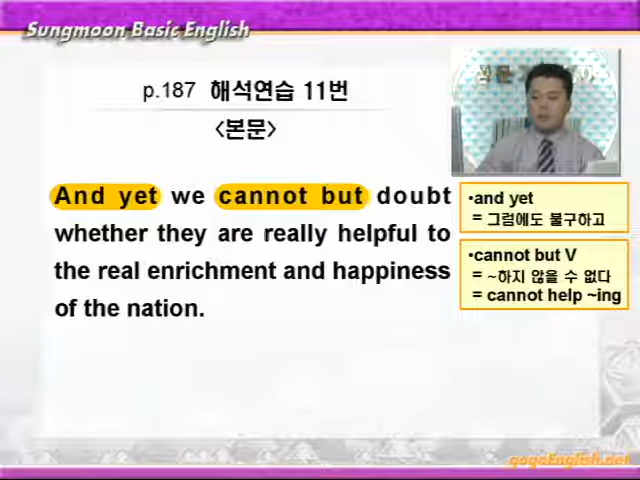 Sungmoon Basic English
p.187 해석연습 11번
<본문>
And yet we cannot but doubt
whether they are really helpful to
the real enrichment and happiness
of the nation.
•and yet
= 그럼에도 불구하고
•cannot but V
= ~하지 않을 수 없다
= cannot help ~ing
gogoEnglish.net